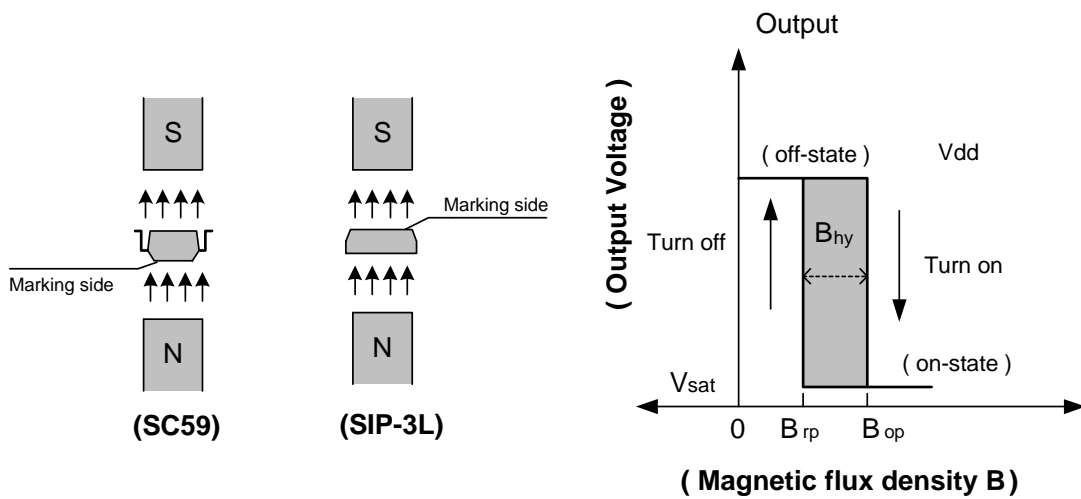 S
Marking side
N
(SC59)
S
Marking side
N
(SIP-3L)
Output
( Output Voltage )
( off-state )
Vdd
Turn off
Bhy
Turn on
( on-state )
Vsat
0
B rp
B op
( Magnetic flux density B )